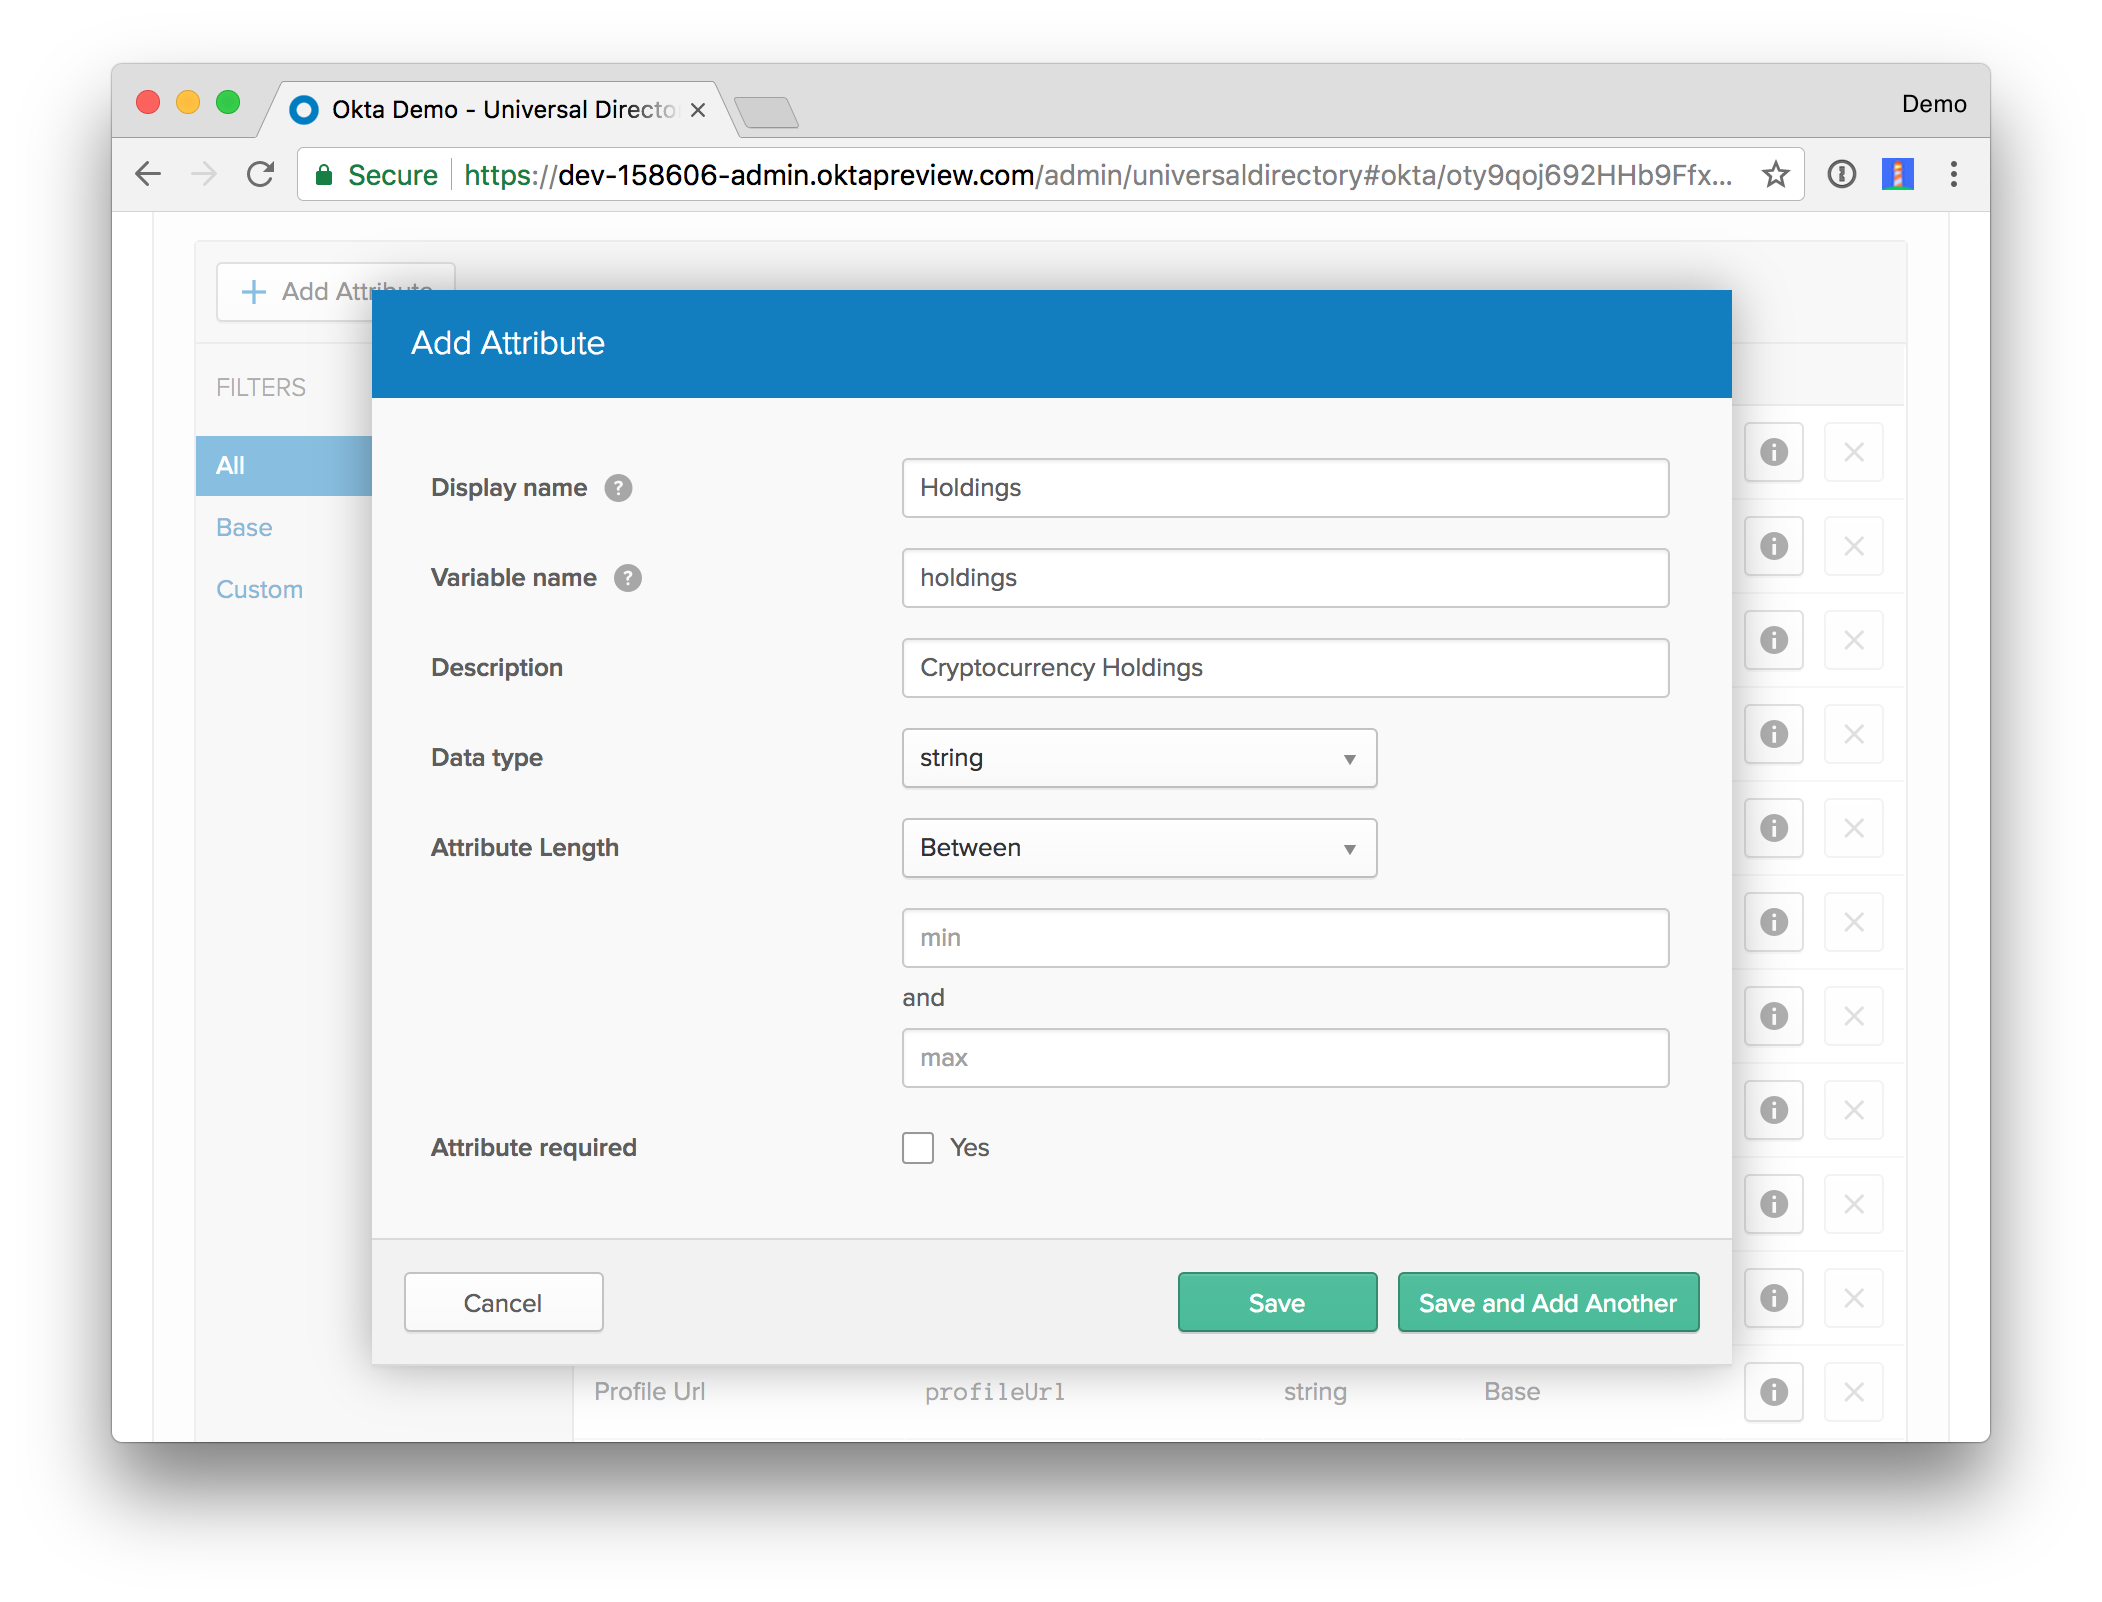 Okta Demo - Universal Directo
Demo
Secure
https://dev-158606-admin.oktapreview.com/admin/universaldirectory#okta/oty9qoj692HHb9Ffx...
Add Attribute
Add Attribute
FILTERS
All
Base
Custom
Display name ?
Holdings
Variable name ?
holdings
Description
Cryptocurrency Holdings
Data type
string
Attribute Length
Between
min
and
max
Attribute required
Yes
Cancel
Save
Save and Add Another
Profile Url profileUrl string Base